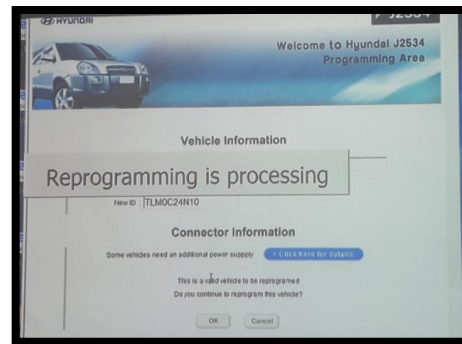 HYUNDAI
J2534
Welcome to Hyundai J2534
Programming Area
Vehicle Information
Reprogramming is processing
New ID : TLM0C24N10
Connector Information
Some vehicles need an additional power suppply
Click here for details
This is a valid vehicle to be reprogramed
Do you continue to reprogram this vehicle?
OK
Cancel